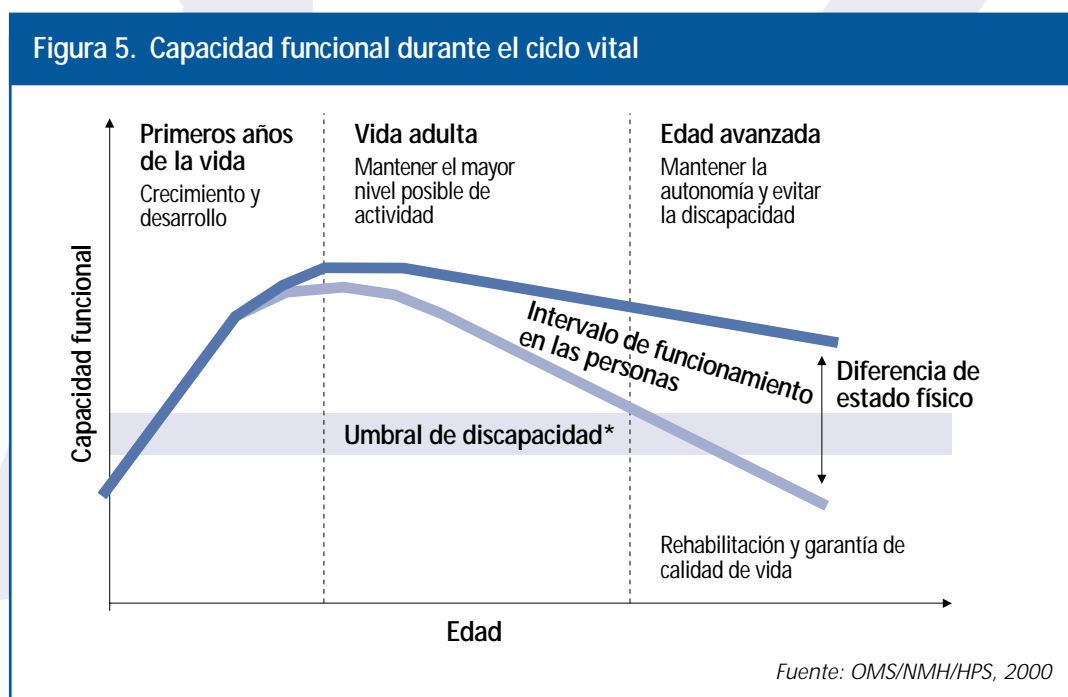 Figura 5. Capacidad funcional durante el ciclo vital
Primeros años
de la vida
Crecimiento y
desarrollo
Vida adulta
Mantener el mayor
nivel posible de
actividad
Edad avanzada
Mantener la
autonomía y evitar
la discapacidad
Capacidad funcional
Intervalo de funcionamiento
en las personas
Diferencia de
estado físico
Umbral de discapacidad*
Rehabilitación y garantía de
calidad de vida
Edad
Fuente: OMS/NMH/HPS, 2000